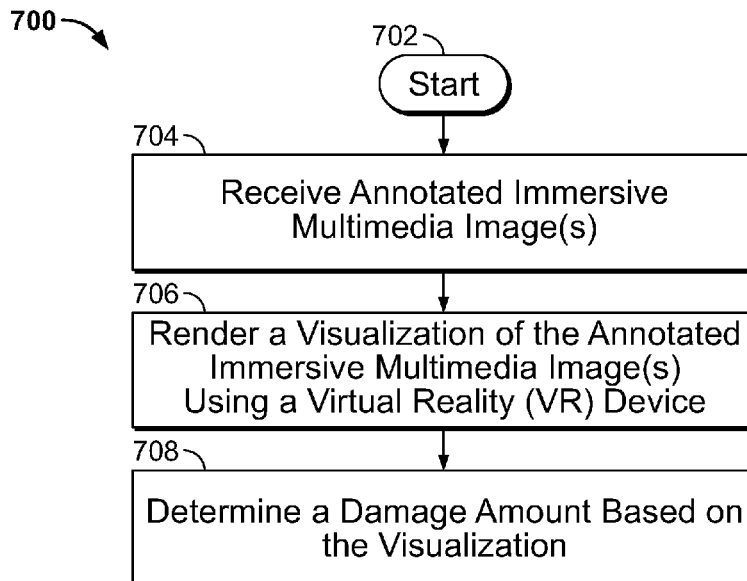 700
702
Start
704
Receive Annotated Immersive
Multimedia Image(s)
706
Render a Visualization of the Annotated
Immersive Multimedia Image(s)
Using a Virtual Reality (VR) Device
708
Determine a Damage Amount Based on
the Visualization